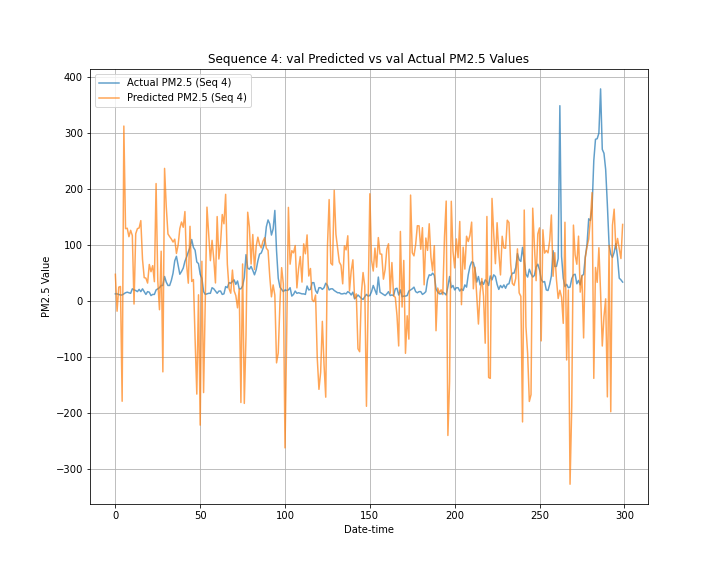 Sequence 4: val Predicted vs val Actual PM2.5 Values
Actual PM2.5 (Seq 4)
Predicted PM2.5 (Seq 4)
400
300
200
100
0
−100
−200
−300
PM2.5 Value
0 50 100 150 200 250 300
Date-time